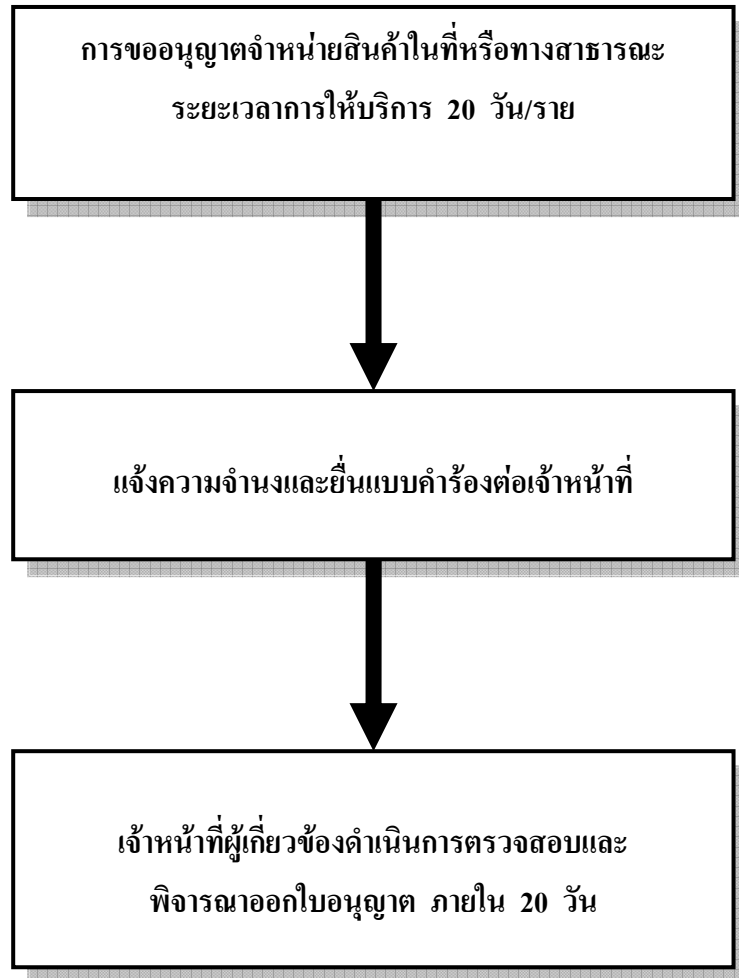 การขออนุญาตจำหน่ายสินค้าในที่หรือทางสาธารณะ
ระยะเวลาการให้บริการ 20 วัน/ราย
แจ้งความจำนงและยื่นแบบคำร้องต่อเจ้าหน้าที่
เจ้าหน้าที่ผู้เกี่ยวข้องดำเนินการตรวจสอบและ
พิจารณาออกใบอนุญาต ภายใน 20 วัน